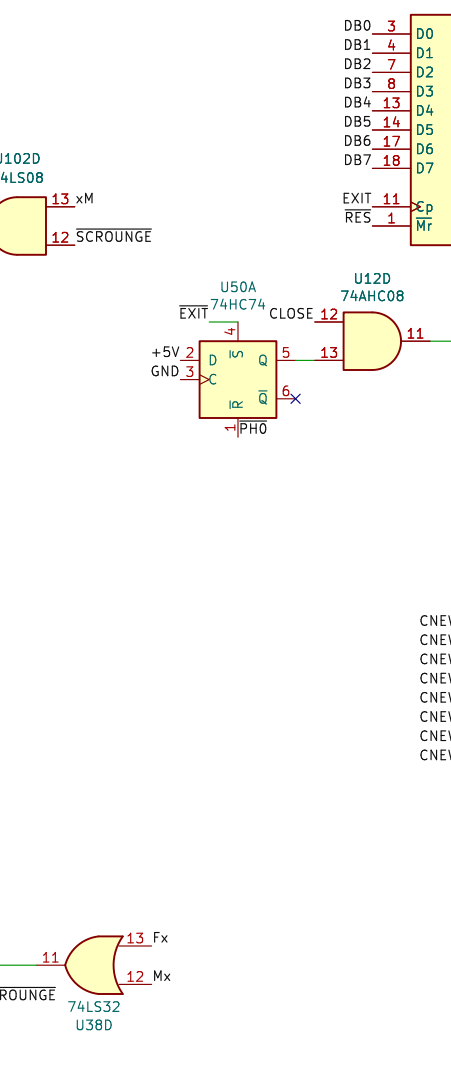 DB0 3 D0
DB1 4 D1
DB2 7 D2
DB3 8 D3
DB4 13 D4
DB5 14 D5
DB6 17 D6
DB7 18 D7
EXIT 11 Cp
RES 1 Mr
U102D
4LS08
13 xM
12 SCROUNGE
U12D
74AHC08
CLOSE 12
13
11
U50A
74HC74
EXIT
4
S
+5V 2 D
GND 3 C
Q 5
Q 6
R
1 PH0
CNEW
CNEW
CNEW
CNEW
CNEW
CNEW
CNEW
CNEW
11
13 Fx
12 Mx
ROUNGE
74LS32
U38D